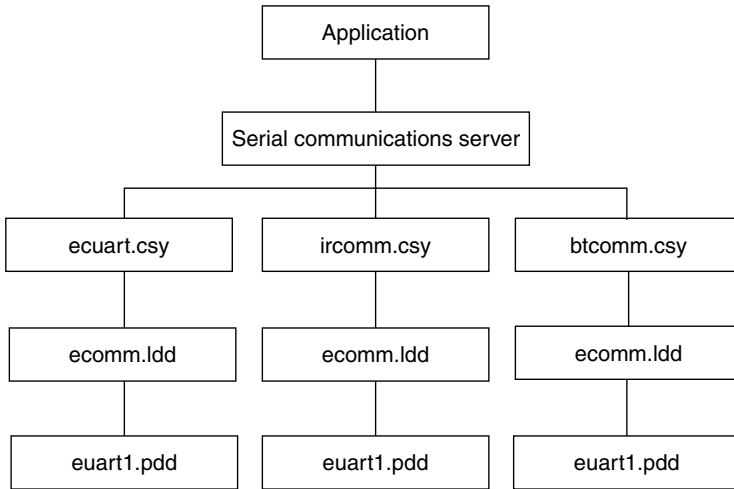 Application
Serial communications server
ecuart.csy
ircomm.csy
btcomm.csy
ecomm.ldd
ecomm.ldd
ecomm.ldd
euart1.pdd
euart1.pdd
euart1.pdd